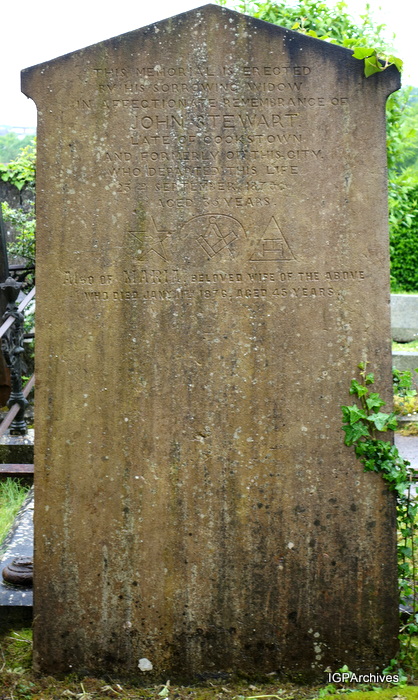 THIS MEMORIAL IS ERECTED
BY HIS SORROWING WIDOW
IN AFFECTIONATE REMEMBRANCE OF
JOHN STEWART
LATE OF COOKSTOWN
AND FORMERLY OF THIS CITY,
WHO DEPARTED THIS LIFE
SEPTEMBER, 
AGED YEARS
ALSO OF BELOVED WIFE OF THE ABOVE
WHO DIED 1876, AGED 45 YEARS.
IGPArchives